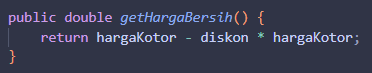 public double getHargaBersih() {
    return hargaKotor - diskon * hargaKotor;
}